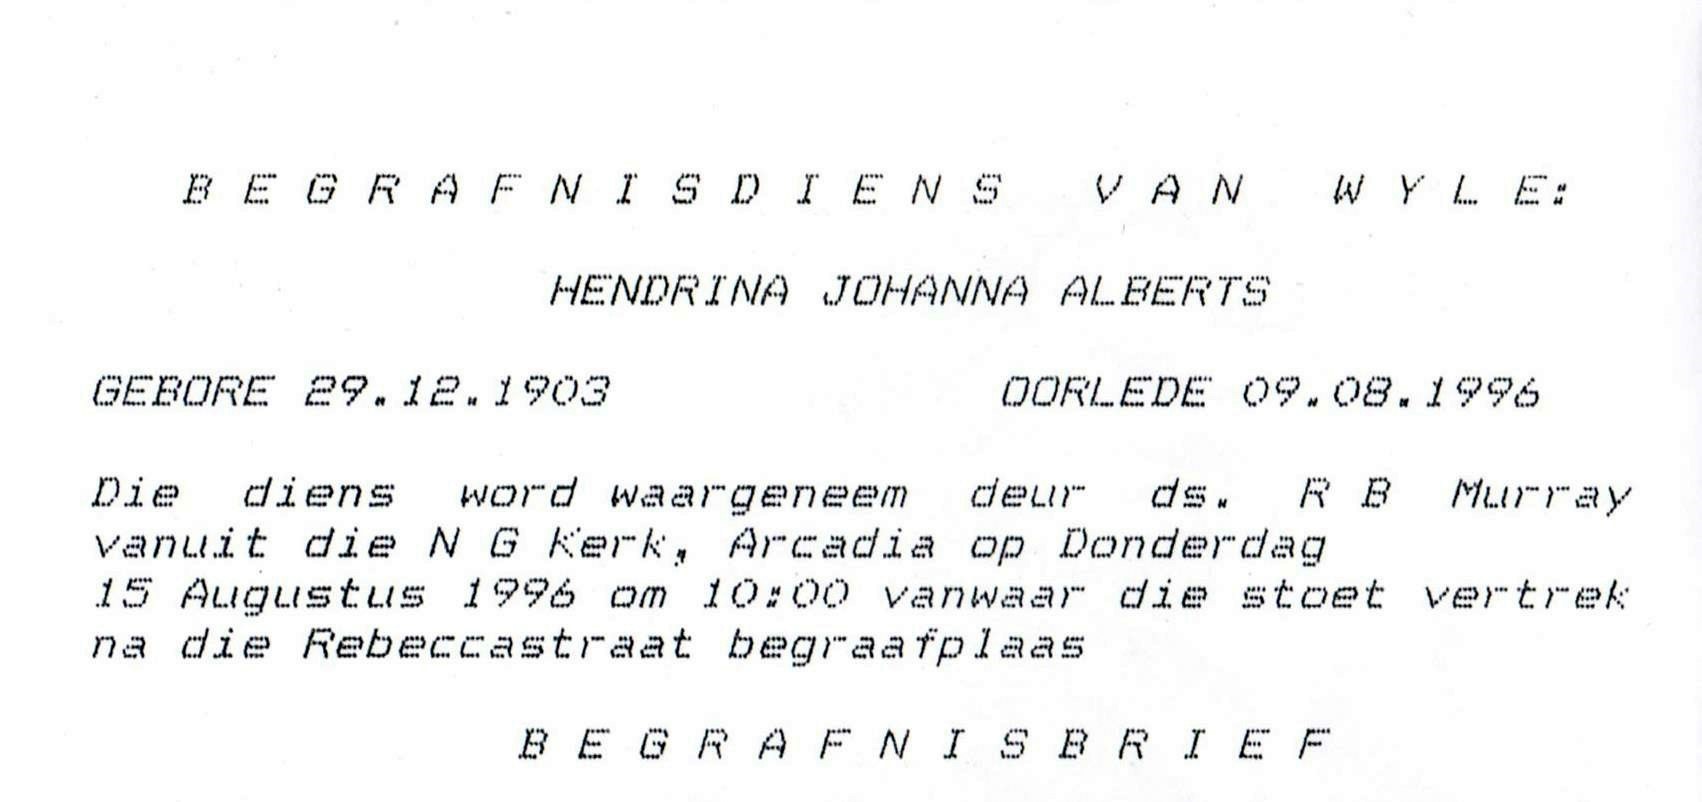 B E G R A F N I S D I E N S   V A N   W Y L E:
HENDRINA JOHANNA ALBERTS
GEBORE 29.12.1903 OORLEDE 09.08.1996
Die diens word waargeneem deur ds. R B Murray
vanuit die N G Kerk, Arcadia op Donderdag
15 Augustus 1996 om 10:00 vanwaar die stoet vertrek
na die Rebeccastraat begraafplaas
B E G R A F N I S B R I E F